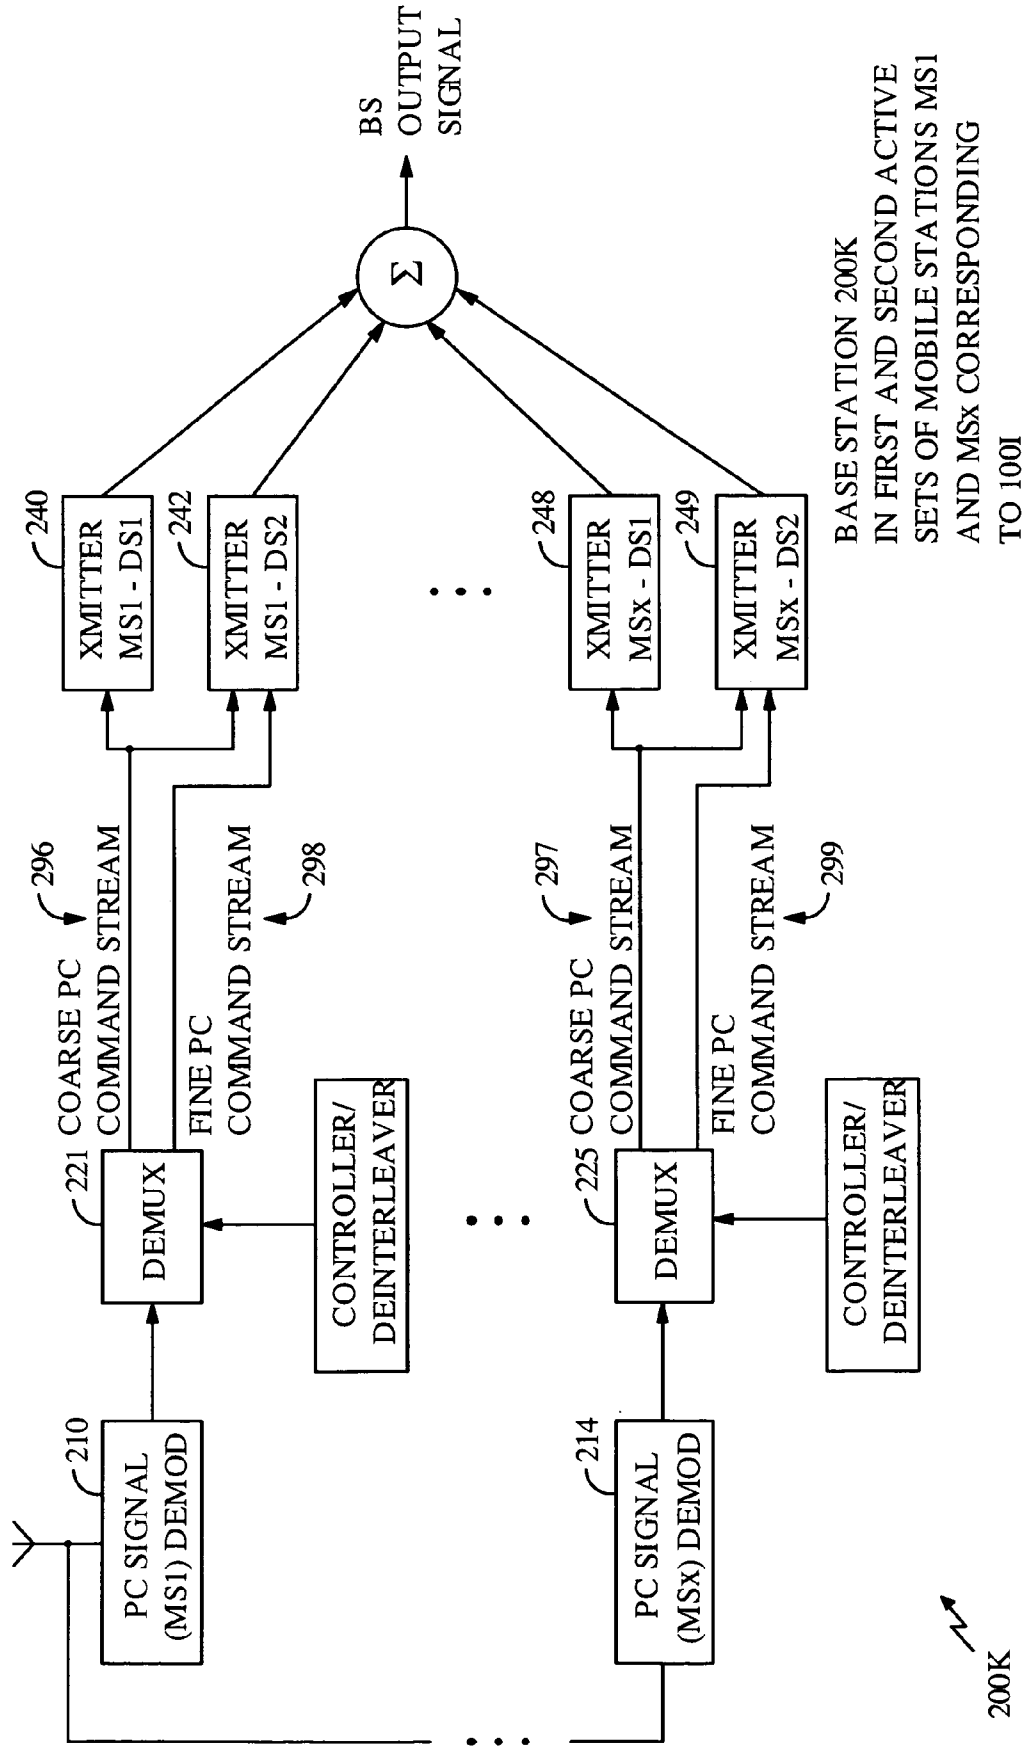 210
PC SIGNAL
(MS1) DEMOD
221
DEMUX
CONTROLLER/
DEINTERLEAVER
296
COARSE PC
COMMAND STREAM
FINE PC
COMMAND STREAM
298
240
XMITTER
MS1 - DS1
242
XMITTER
MS1 - DS2
Σ
BS
OUTPUT
SIGNAL
214
PC SIGNAL
(MSx) DEMOD
225
DEMUX
CONTROLLER/
DEINTERLEAVER
297
COARSE PC
COMMAND STREAM
FINE PC
COMMAND STREAM
299
248
XMITTER
MSx - DS1
249
XMITTER
MSx - DS2
BASE STATION 200K
IN FIRST AND SECOND ACTIVE
SETS OF MOBILE STATIONS MS1
AND MSx CORRESPONDING
TO 100I
200K